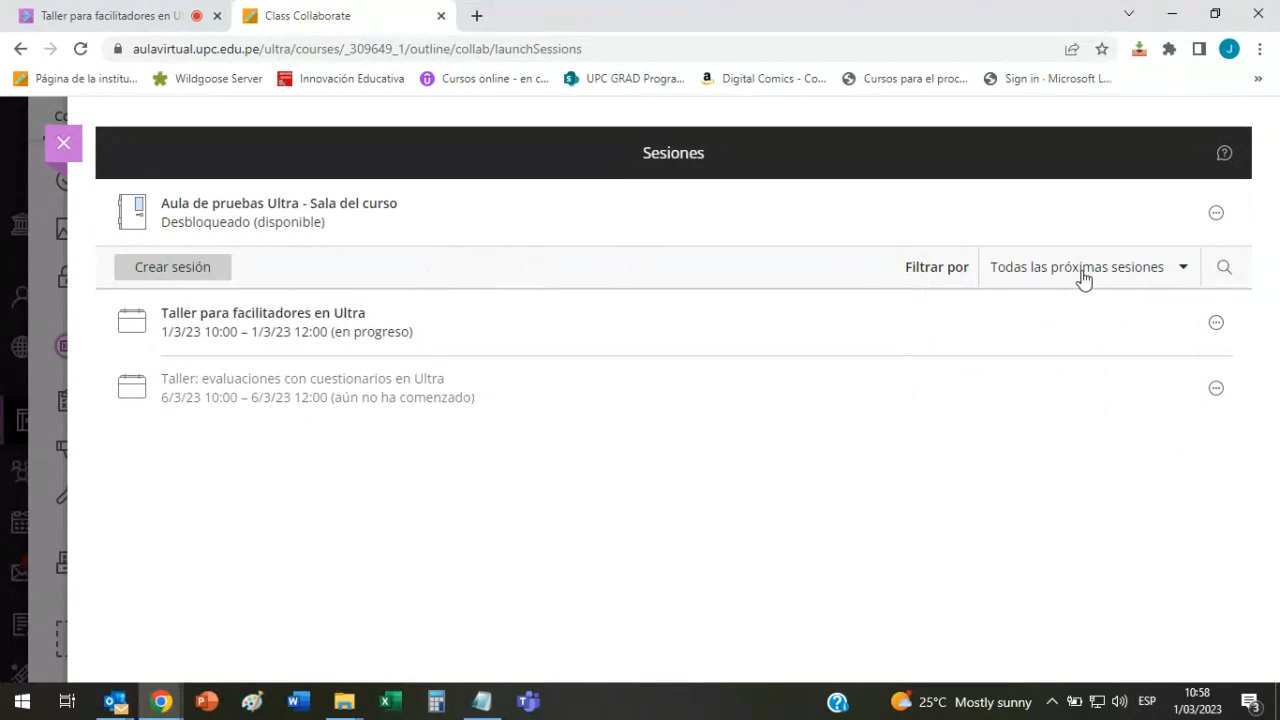 Taller para facilitadores en Ul
Class Collaborate
aulavirtual.upc.edu.pe/ultra/courses/_309649_1/outline/collab/launchSessions
J
Página de la institu...
Wildgoose Server
Innovación Educativa
Cursos online - en c...
UPC GRAD Progra...
Digital Comics - Co...
Cursos para el proc...
Sign in · Microsoft L...
»
Sesiones
Aula de pruebas Ultra - Sala del curso
Desbloqueado (disponible)
Crear sesión
Filtrar por
Todas las próximas sesiones
Taller para facilitadores en Ultra
1/3/23 10:00 – 1/3/23 12:00 (en progreso)
Taller: evaluaciones con cuestionarios en Ultra
6/3/23 10:00 – 6/3/23 12:00 (aún no ha comenzado)
25°C Mostly sunny
ESP
10:58
1/03/2023
3